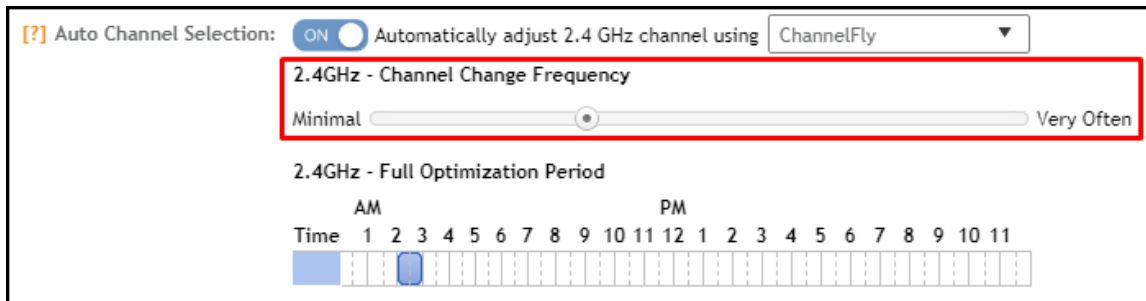 [?] Auto Channel Selection: ON Automatically adjust 2.4 GHz channel using ChannelFly
2.4GHz - Channel Change Frequency
Minimal Very Often
2.4GHz - Full Optimization Period
AM PM
Time 1 2 3 4 5 6 7 8 9 10 11 12 1 2 3 4 5 6 7 8 9 10 11